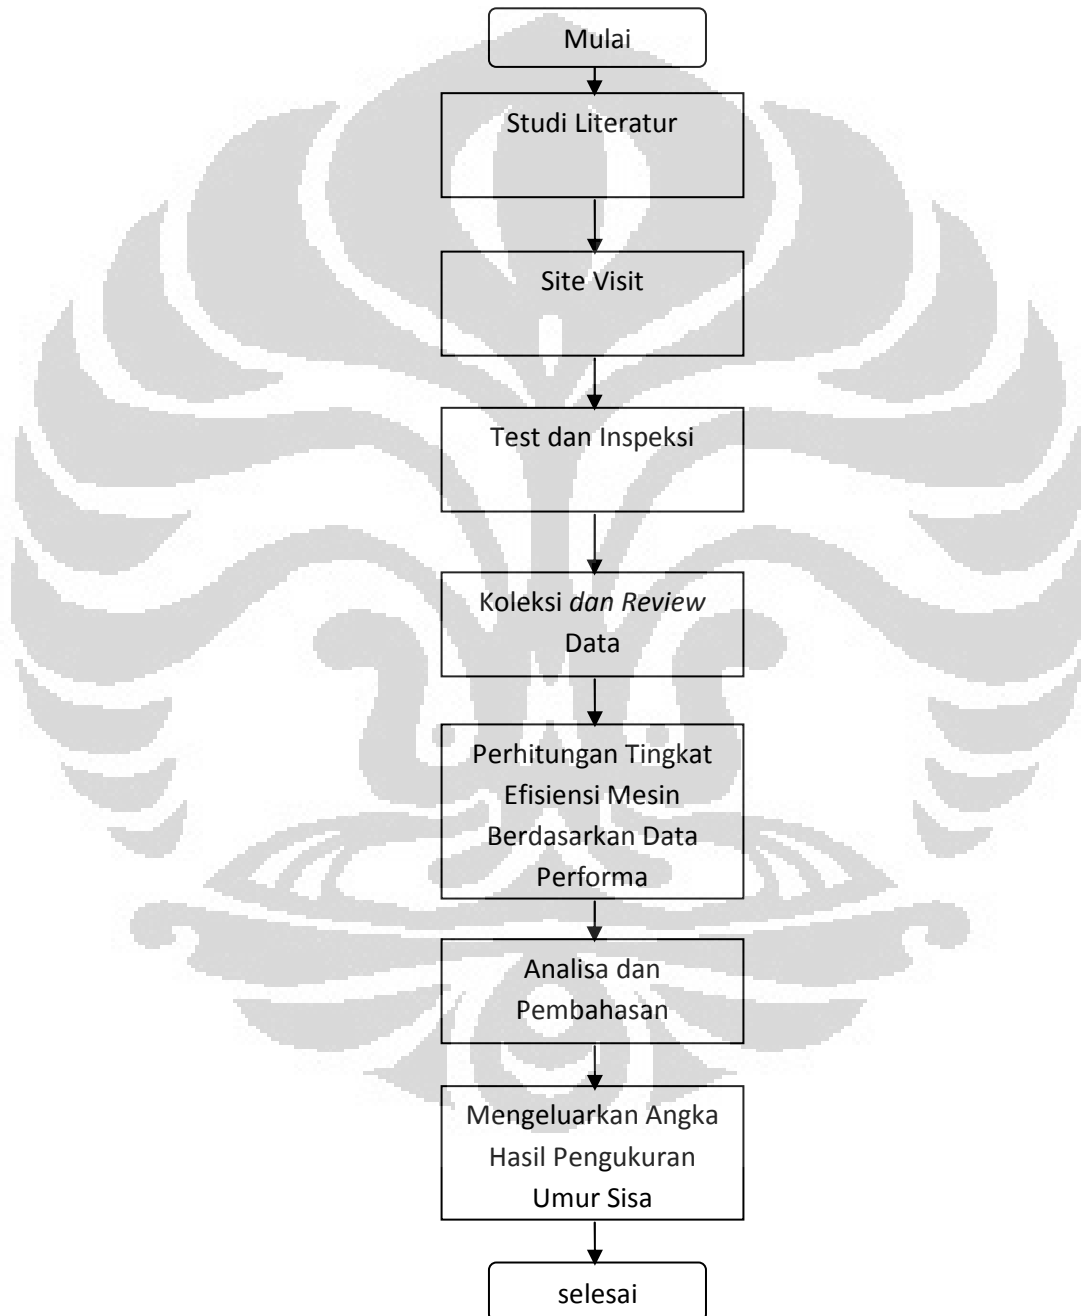 Mulai
Studi Literatur
Site Visit
Test dan Inspeksi
Koleksi dan Review
Data
Perhitungan Tingkat
Efisiensi Mesin
Berdasarkan Data
Performa
Analisa dan
Pembahasan
Mengeluarkan Angka
Hasil Pengukuran
Umur Sisa
selesai